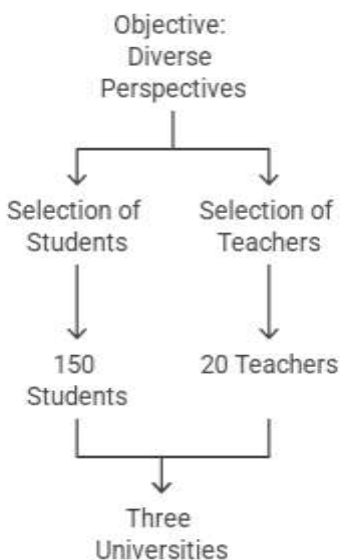 Objective:
Diverse
Perspectives
Selection of
Students
Selection of
Teachers
150
Students
20 Teachers
Three
Universities